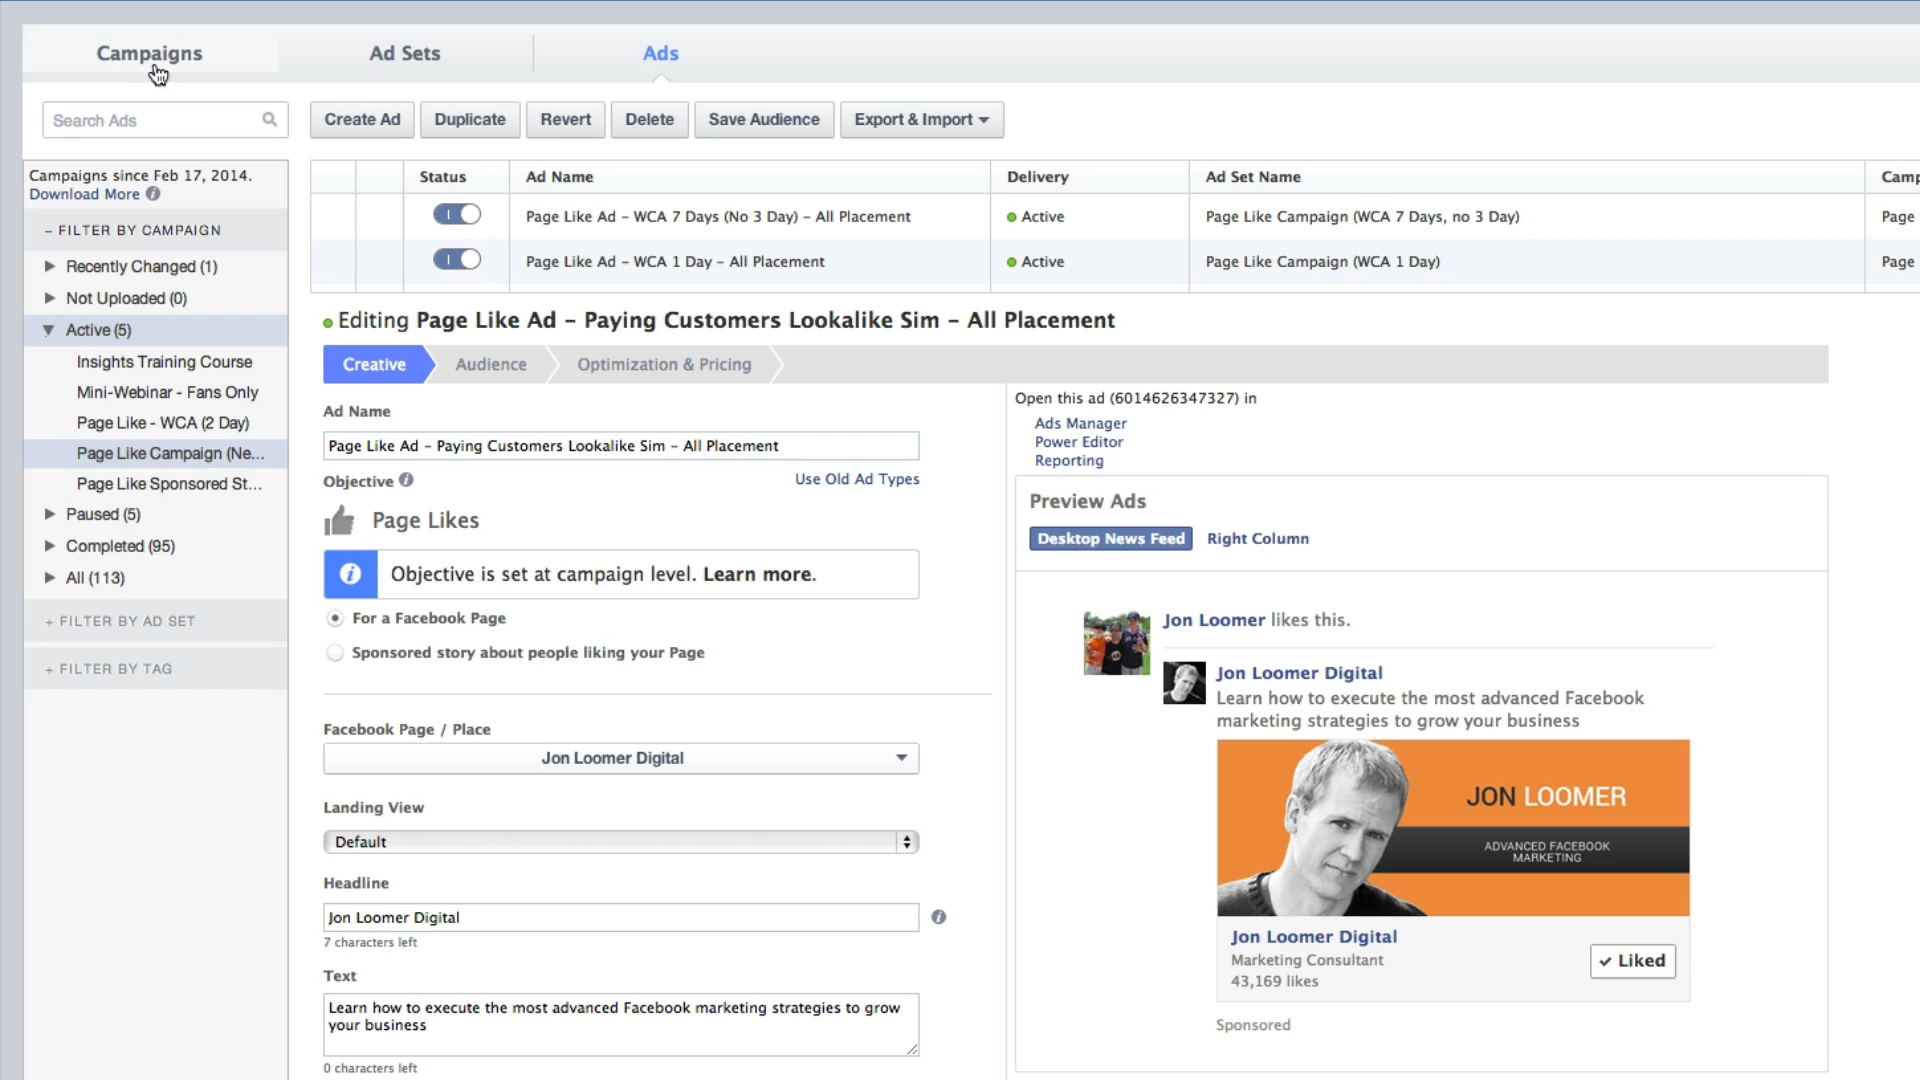 Campaigns
Ad Sets
Ads
Search Ads
Create Ad
Duplicate
Revert
Delete
Save Audience
Export & Import
Campaigns since Feb 17, 2014.
Download More
– FILTER BY CAMPAIGN
Recently Changed (1)
Not Uploaded (0)
Active (5)
Insights Training Course
Mini-Webinar - Fans Only
Page Like - WCA (2 Day)
Page Like Campaign (Ne...
Page Like Sponsored St...
Paused (5)
Completed (95)
All (113)
+ FILTER BY AD SET
+ FILTER BY TAG
Status
Ad Name
Delivery
Ad Set Name
Camp
Page Like Ad – WCA 7 Days (No 3 Day) – All Placement
Active
Page Like Campaign (WCA 7 Days, no 3 Day)
Page
Page Like Ad – WCA 1 Day – All Placement
Active
Page Like Campaign (WCA 1 Day)
Page
Editing Page Like Ad – Paying Customers Lookalike Sim – All Placement
Creative
Audience
Optimization & Pricing
Ad Name
Page Like Ad – Paying Customers Lookalike Sim – All Placement
Objective
Use Old Ad Types
Page Likes
Objective is set at campaign level. Learn more.
For a Facebook Page
Sponsored story about people liking your Page
Facebook Page / Place
Jon Loomer Digital
Landing View
Default
Headline
Jon Loomer Digital
7 characters left
Text
Learn how to execute the most advanced Facebook marketing strategies to grow
your business
0 characters left
Open this ad (6014626347327) in
Ads Manager
Power Editor
Reporting
Preview Ads
Desktop News Feed
Right Column
Jon Loomer likes this.
Jon Loomer Digital
Learn how to execute the most advanced Facebook
marketing strategies to grow your business
JON LOOMER
ADVANCED FACEBOOK
MARKETING
Jon Loomer Digital
Marketing Consultant
43,169 likes
✓ Liked
Sponsored